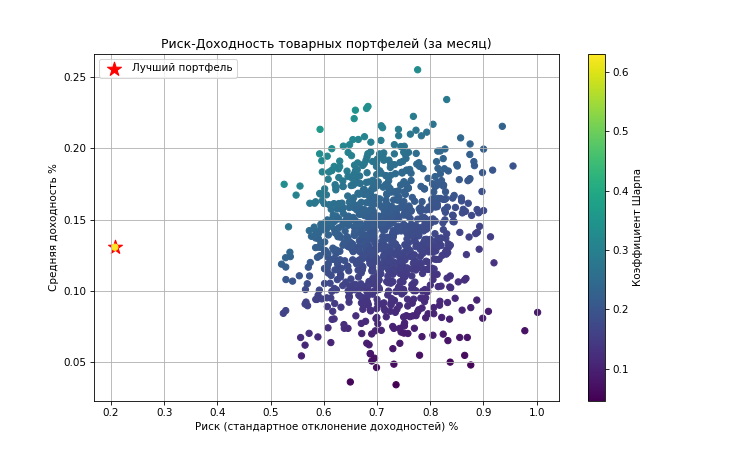 Риск-Доходность товарных портфелей (за месяц)
Лучший портфель
Средняя доходность %
0.25
0.20
0.15
0.10
0.05
0.2 0.3 0.4 0.5 0.6 0.7 0.8 0.9 1.0
Риск (стандартное отклонение доходностей) %
0.6
0.5
0.4
0.3
0.2
0.1
Коэффициент Шарпа